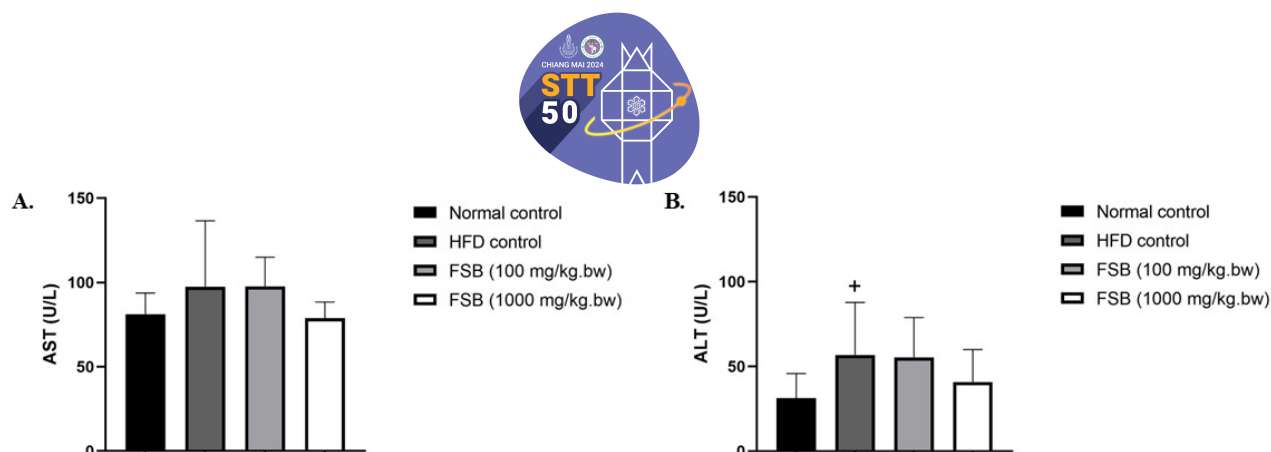 CHIANG MAI 2024
STT
50
A.
150
100
50
0
AST (U/L)
Normal control
HFD control
FSB (100 mg/kg.bw)
FSB (1000 mg/kg.bw)
B.
150
100
50
0
ALT (U/L)
+
Normal control
HFD control
FSB (100 mg/kg.bw)
FSB (1000 mg/kg.bw)